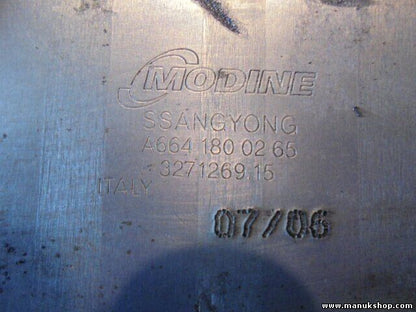 MODINE
SSANGYONG
A664 180 02 65
3271269.15
ITALY
07/06
www.manukshop.com